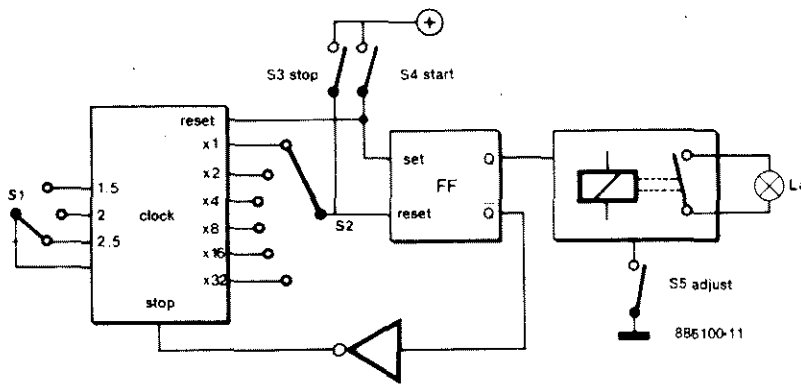 S3 stop
S4 start
reset
x1
x2
x4
x8
x16
x32
S1
1.5
2
2.5
clock
stop
S2
set
reset
FF
Q
Q̅
La
S5 adjust
886100-11